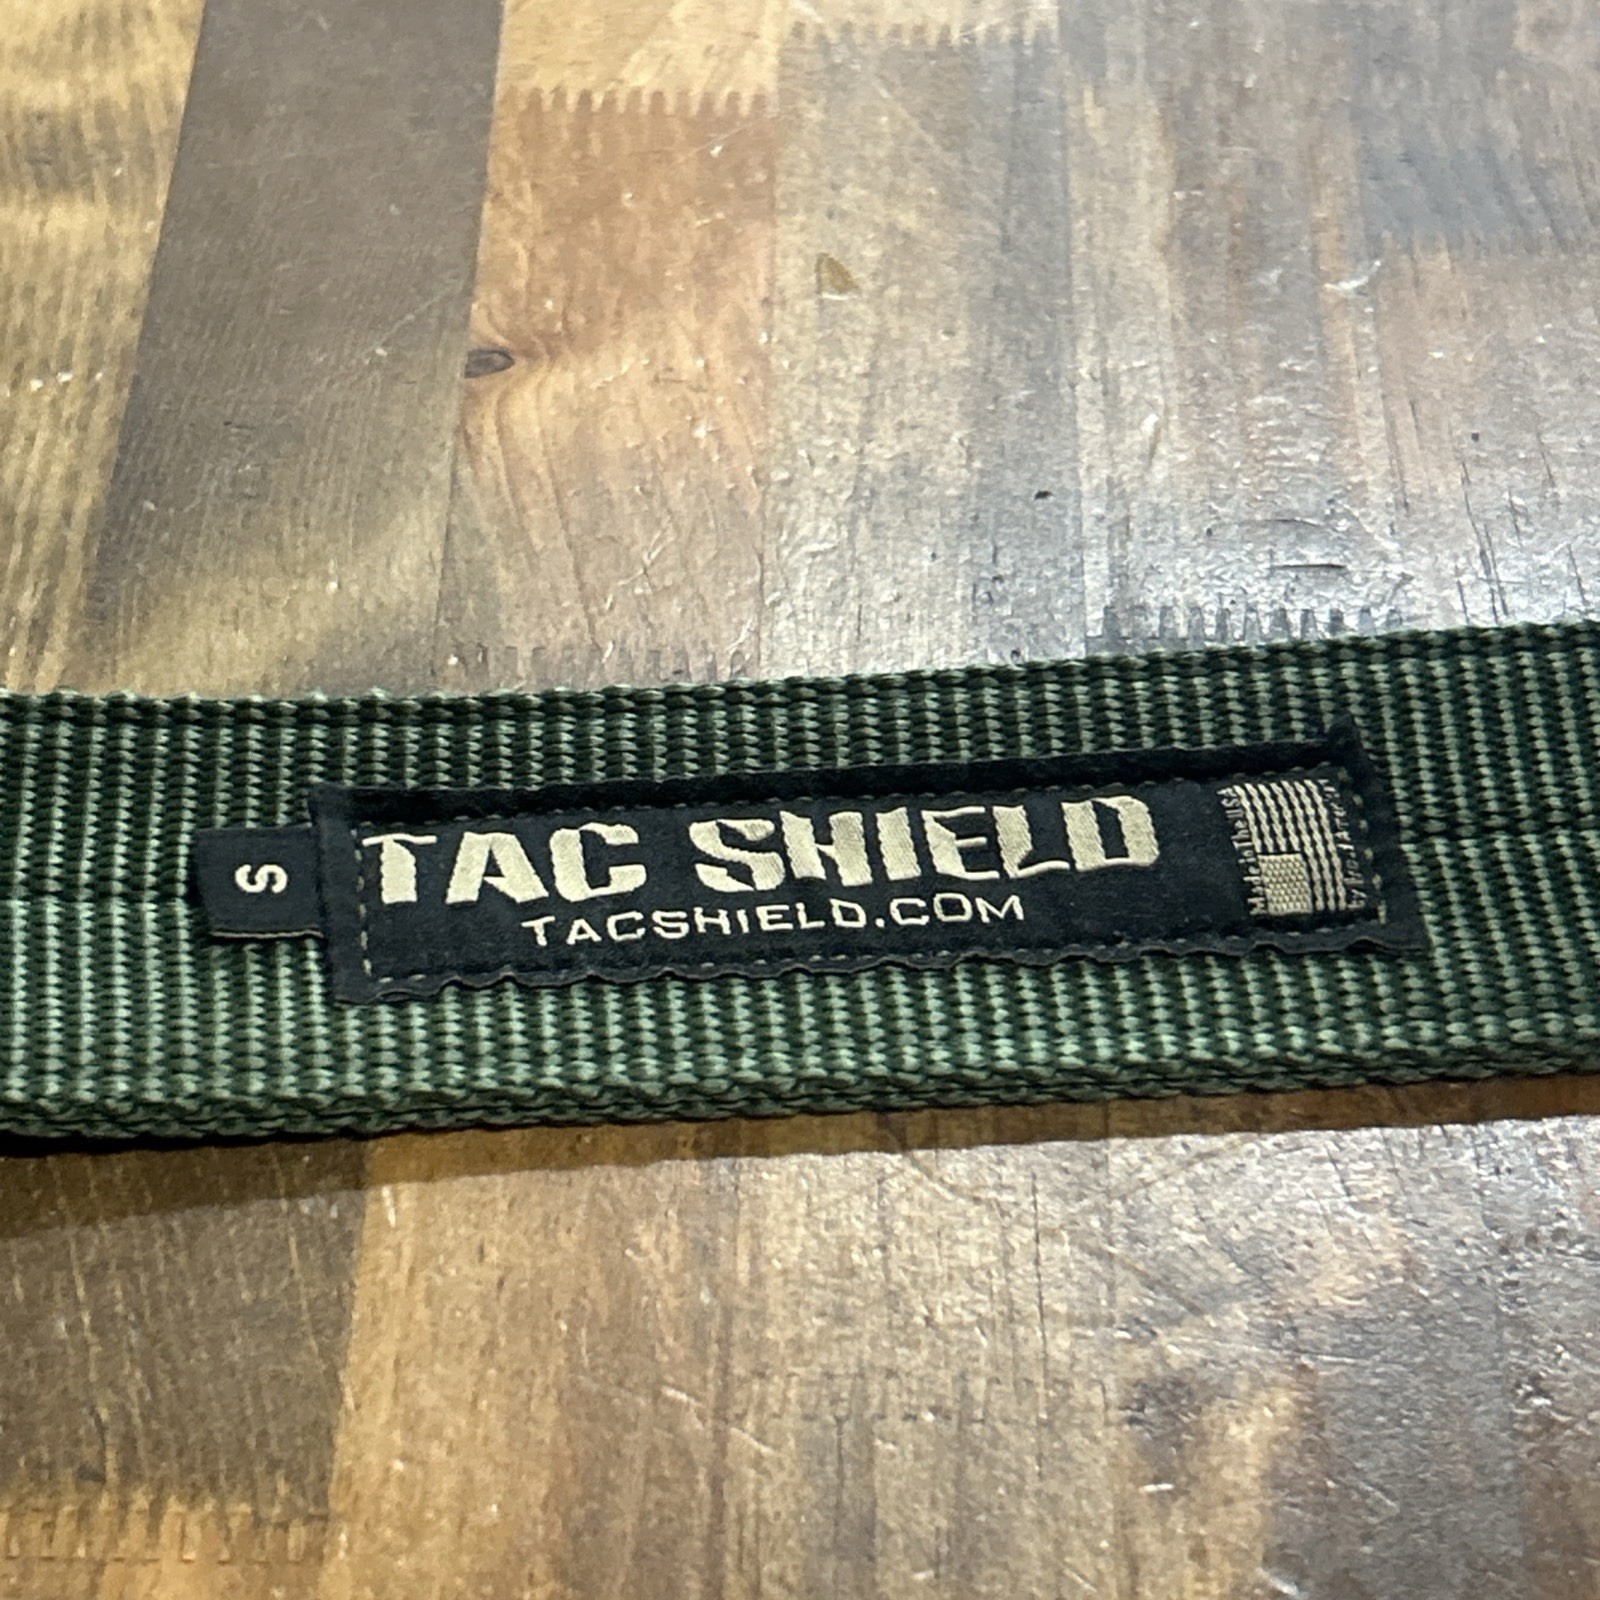 S
TAC SHIELD
TACSHIELD.COM
Made in the USA